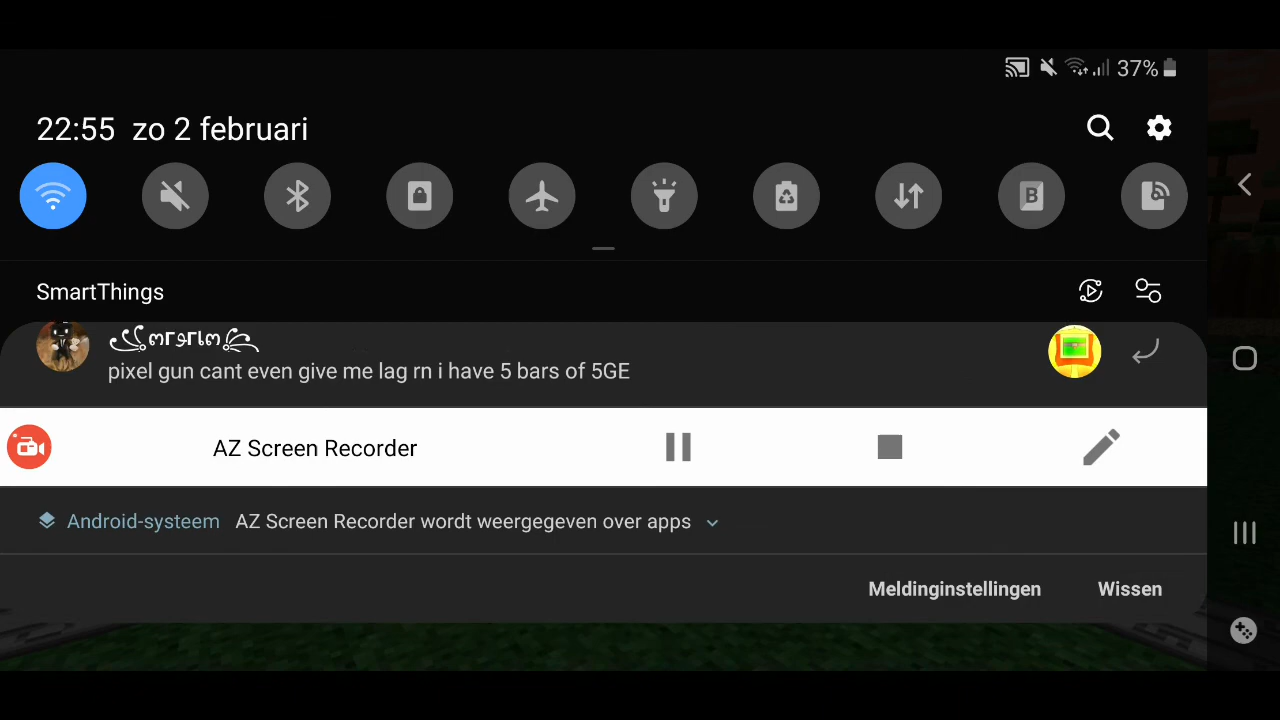 37%
22:55 zo 2 februari
B
SmartThings
pixel gun cant even give me lag rn i have 5 bars of 5GE
AZ Screen Recorder
Android-systeem AZ Screen Recorder wordt weergegeven over apps
Meldinginstellingen Wissen